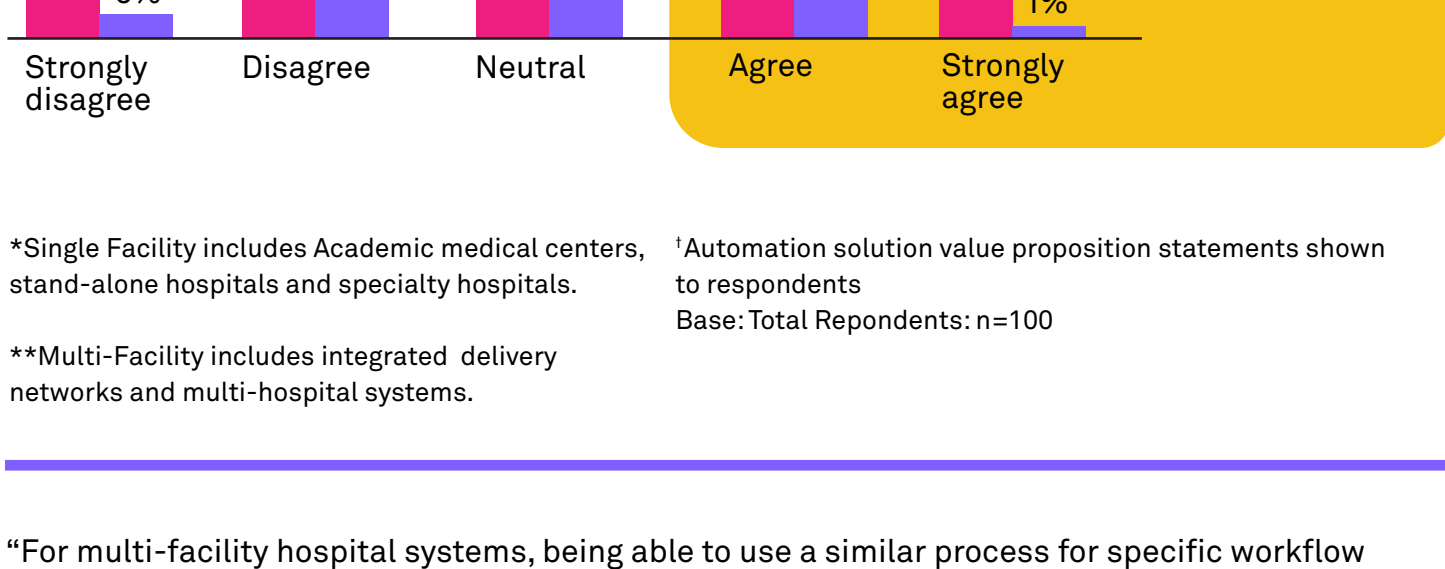 1%
Strongly
disagree
Disagree
Neutral
Agree
Strongly
agree
*Single Facility includes Academic medical centers,
stand-alone hospitals and specialty hospitals.
**Multi-Facility includes integrated delivery
networks and multi-hospital systems.
†Automation solution value proposition statements shown
to respondents
Base: Total Repondents: n=100
“For multi-facility hospital systems, being able to use a similar process for specific workflow